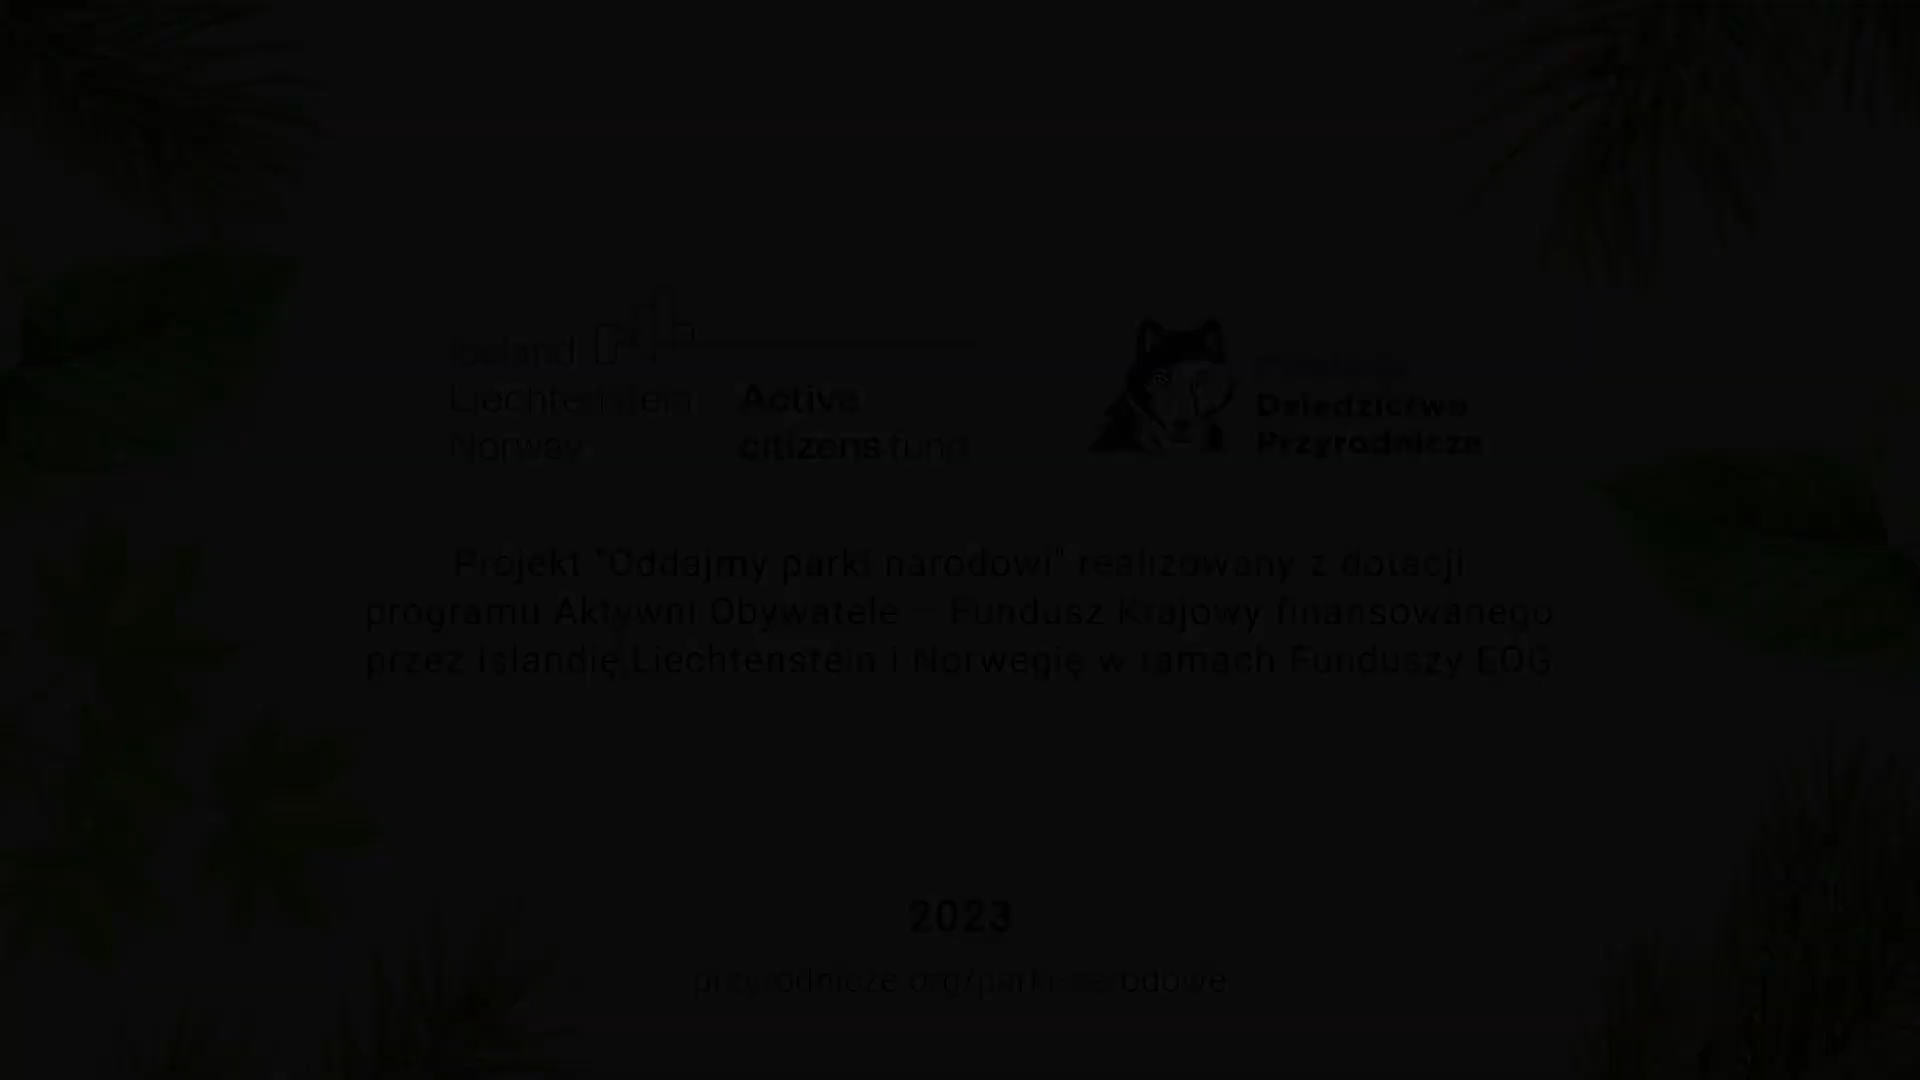 Iceland
Liechtenstein Active
Norway citizens fund
Fundacja
Dziedzictwo
Przyrodnicze
Projekt "Oddajmy parki narodowi" realizowany z dotacji
programu Aktywni Obywatele – Fundusz Krajowy finansowanego
przez Islandię, Liechtenstein i Norwegię w ramach Funduszy EOG
2023
przyrodnicze.org/parki-narodowe